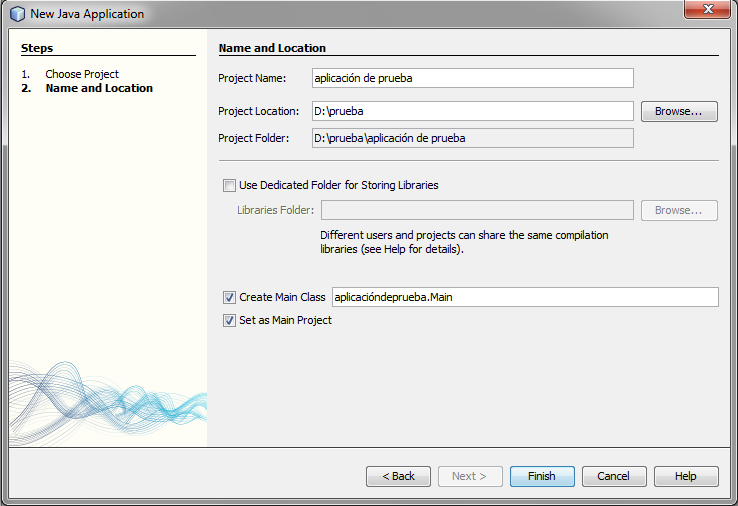 New Java Application
Steps
1. Choose Project
2. Name and Location
Name and Location
Project Name: aplicación de prueba
Project Location: D:\prueba Browse...
Project Folder: D:\prueba\aplicación de prueba
Use Dedicated Folder for Storing Libraries
Libraries Folder: Browse...
Different users and projects can share the same compilation
libraries (see Help for details).
Create Main Class aplicacióndeprueba.Main
Set as Main Project
< Back Next > Finish Cancel Help